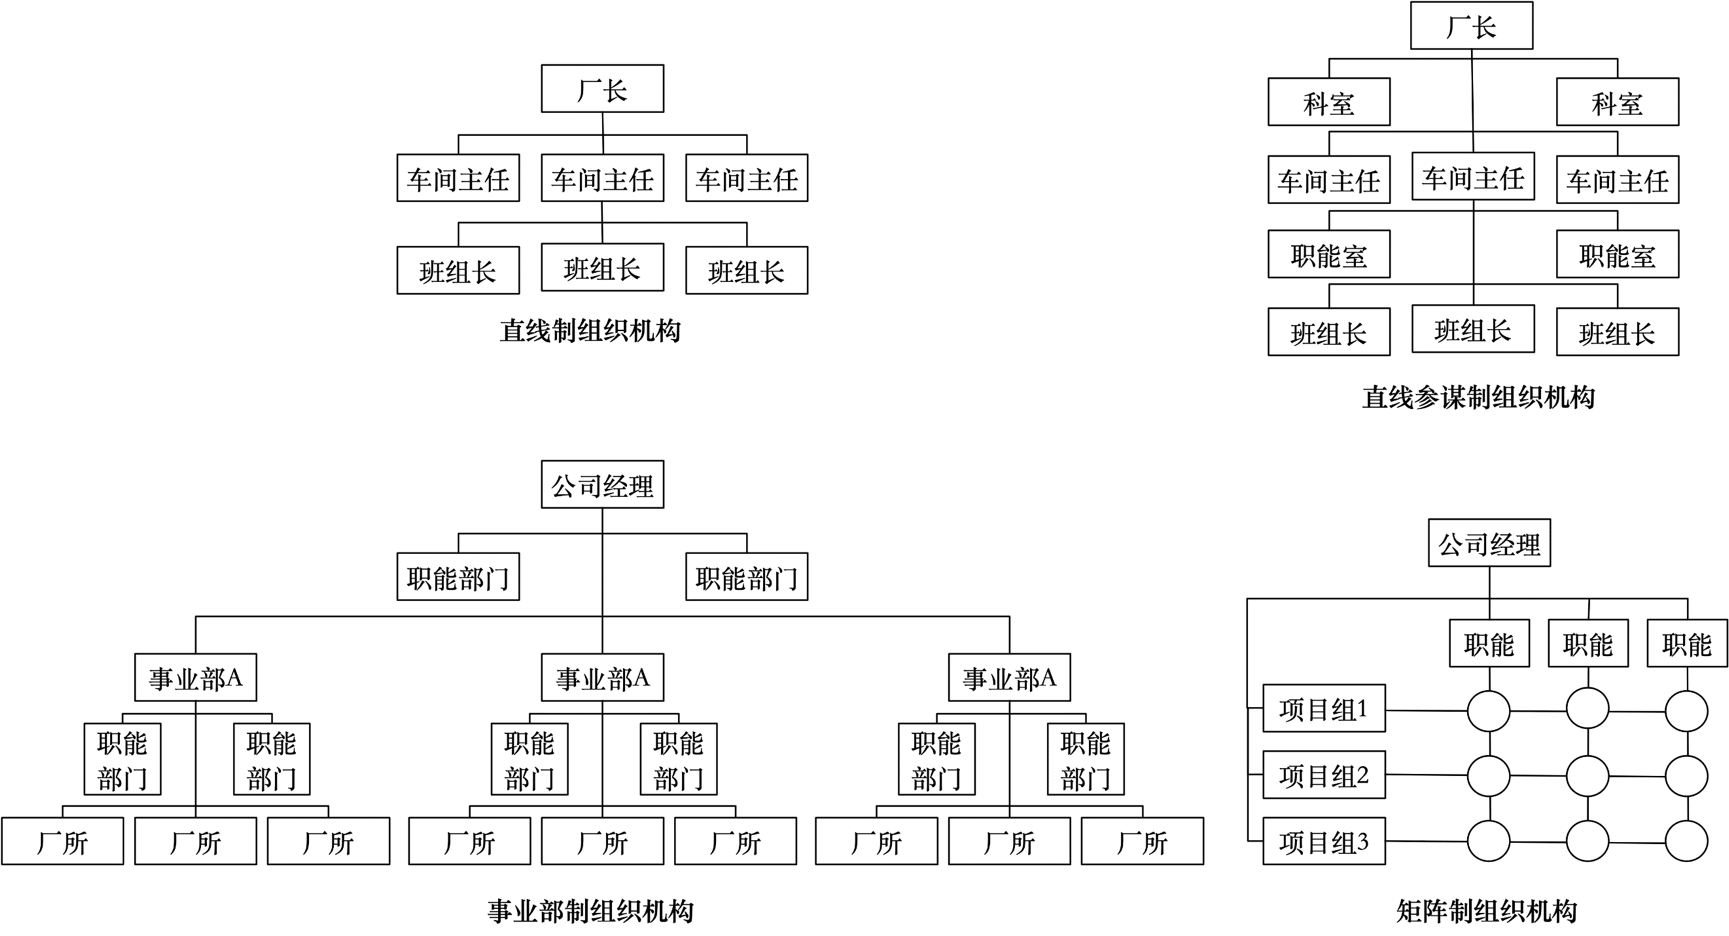 厂长
车间主任 车间主任 车间主任
班组长 班组长 班组长
直线制组织机构
厂长
科室 科室
车间主任 车间主任 车间主任
职能室 职能室
班组长 班组长 班组长
直线参谋制组织机构
公司经理
职能部门 职能部门
事业部A 事业部A 事业部A
职能 职能 职能 职能 职能 职能
部门 部门 部门 部门 部门 部门
厂所 厂所 厂所 厂所 厂所 厂所 厂所 厂所 厂所
事业部制组织机构
公司经理
职能 职能 职能
项目组1
项目组2
项目组3
矩阵制组织机构